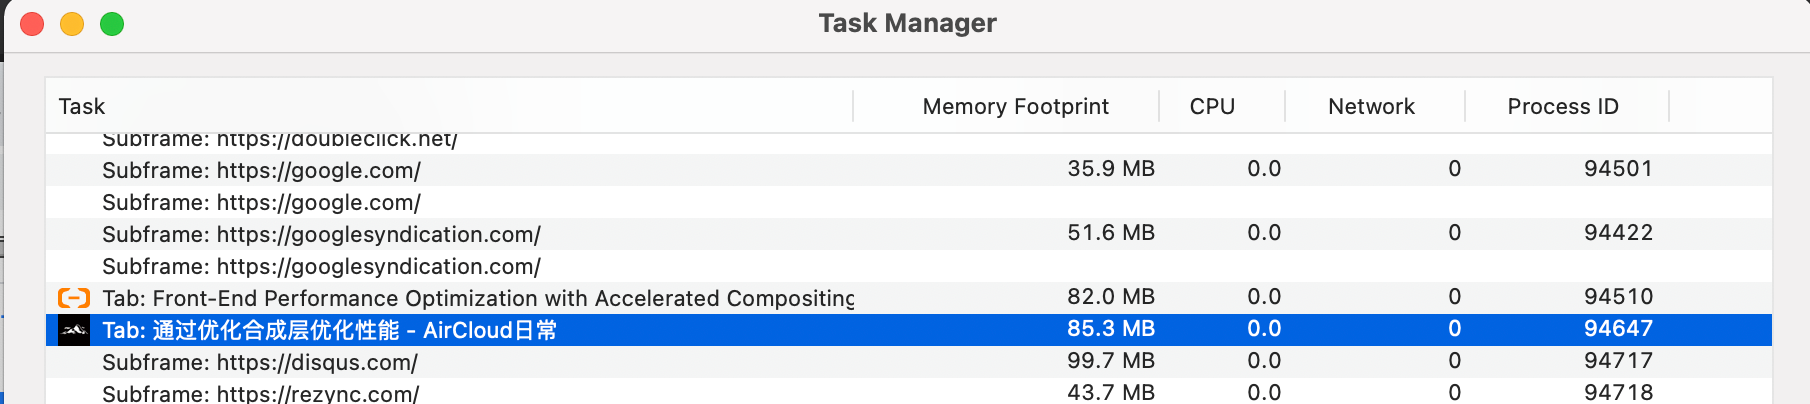 Task Manager
Task Memory Footprint CPU Network Process ID
Subframe: https://doubleclick.net/
Subframe: https://google.com/ 35.9 MB 0.0 0 94501
Subframe: https://google.com/
Subframe: https://googlesyndication.com/ 51.6 MB 0.0 0 94422
Subframe: https://googlesyndication.com/
Tab: Front-End Performance Optimization with Accelerated Compositing 82.0 MB 0.0 0 94510
Tab: 通过优化合成层优化性能 - AirCloud日常 85.3 MB 0.0 0 94647
Subframe: https://disqus.com/ 99.7 MB 0.0 0 94717
Subframe: https://rezync.com/ 43.7 MB 0.0 0 94718